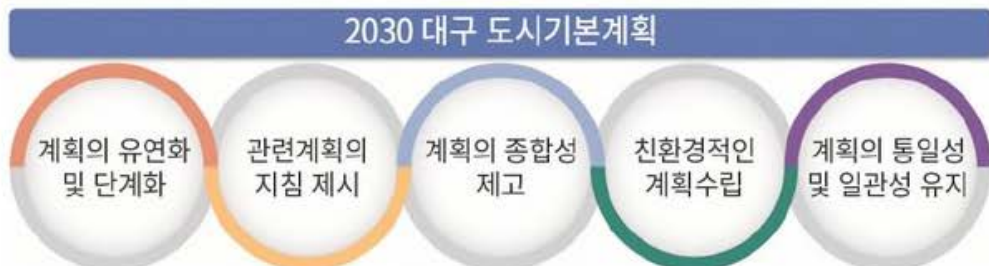 2030 대구 도시기본계획
계획의 유연화
및 단계화
관련계획의
지침 제시
계획의 종합성
제고
친환경적인
계획수립
계획의 통일성
및 일관성 유지